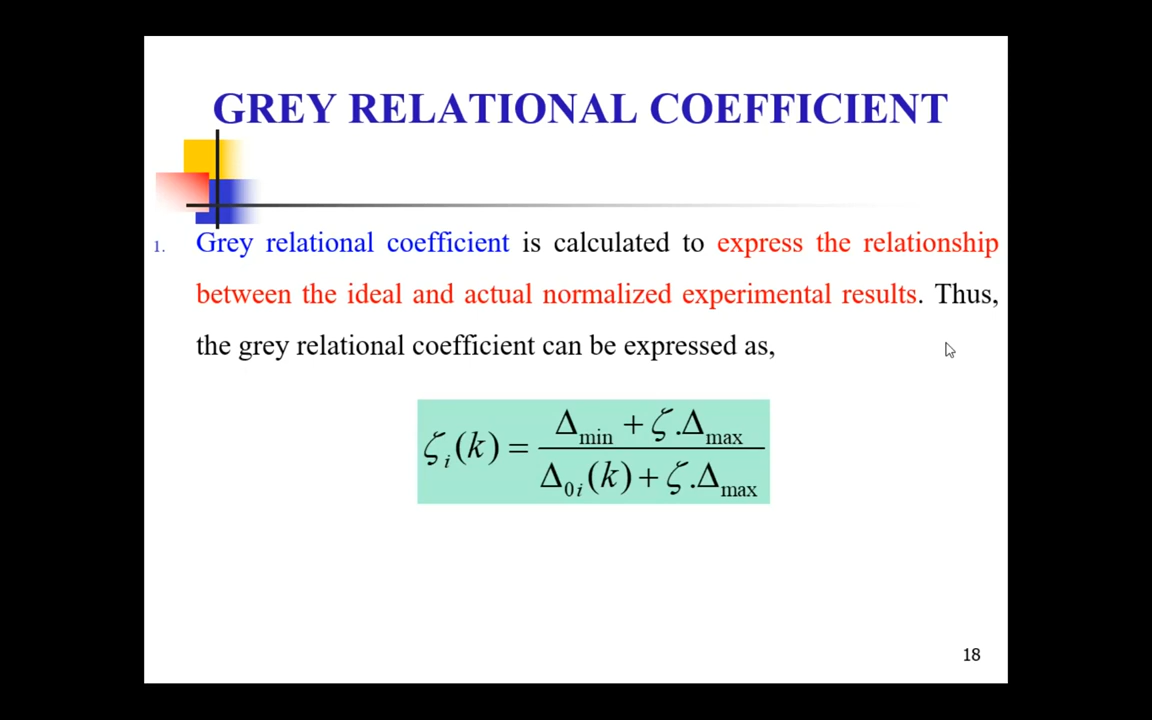 GREY RELATIONAL COEFFICIENT
1. Grey relational coefficient is calculated to express the relationship
between the ideal and actual normalized experimental results. Thus,
the grey relational coefficient can be expressed as,
ζᵢ(k) = (Δmin + ζ.Δmax) / (Δ₀ᵢ(k) + ζ.Δmax)
18